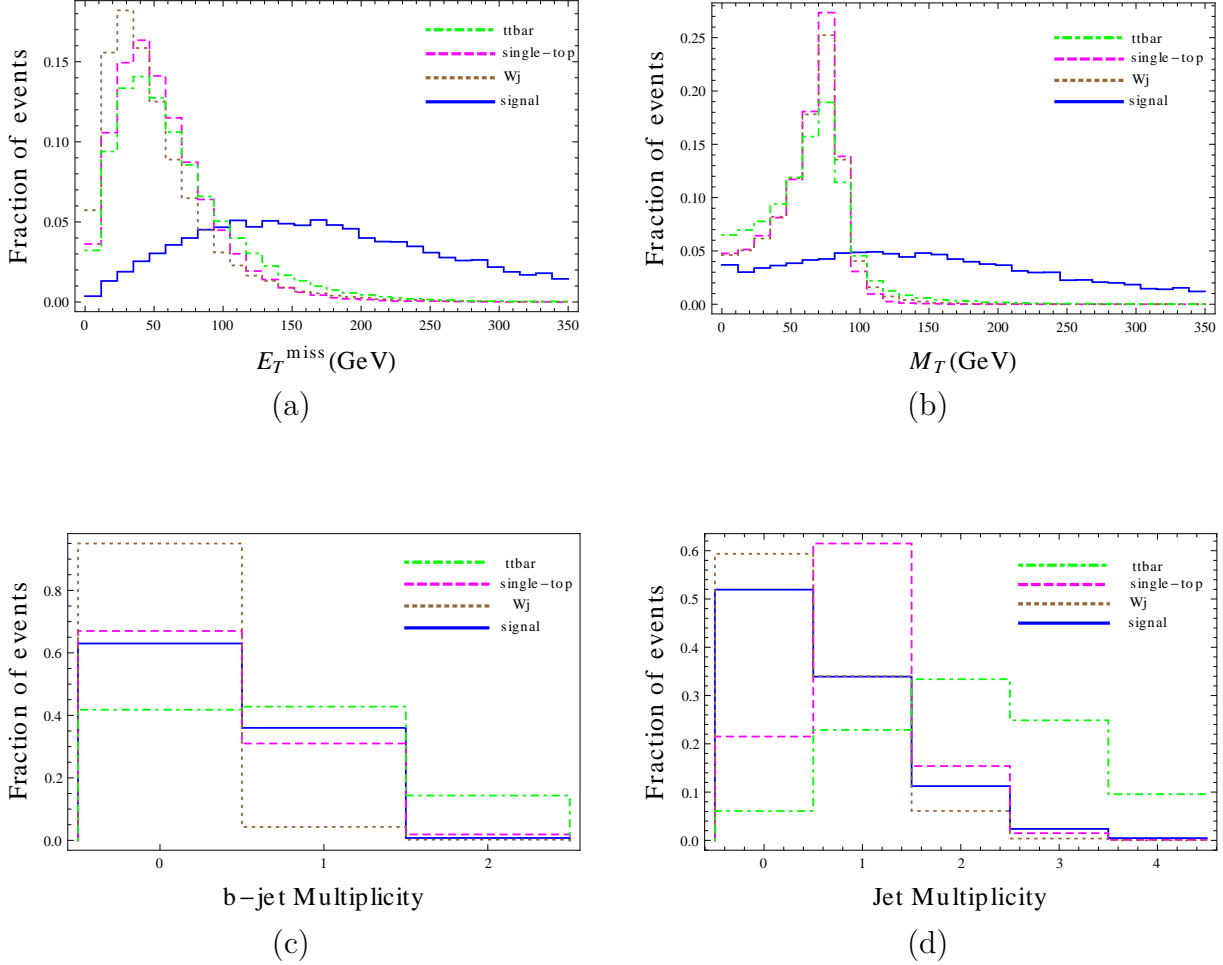 Fraction of events
0.15
0.10
0.05
0.00
ttbar
single-top
Wj
signal
0 50 100 150 200 250 300 350
E_T^miss (GeV)
(a)
Fraction of events
0.25
0.20
0.15
0.10
0.05
0.00
ttbar
single-top
Wj
signal
0 50 100 150 200 250 300 350
M_T (GeV)
(b)
Fraction of events
0.8
0.6
0.4
0.2
0.0
ttbar
single-top
Wj
signal
0 1 2
b-jet Multiplicity
(c)
Fraction of events
0.6
0.5
0.4
0.3
0.2
0.1
0.0
ttbar
single-top
Wj
signal
0 1 2 3 4
Jet Multiplicity
(d)